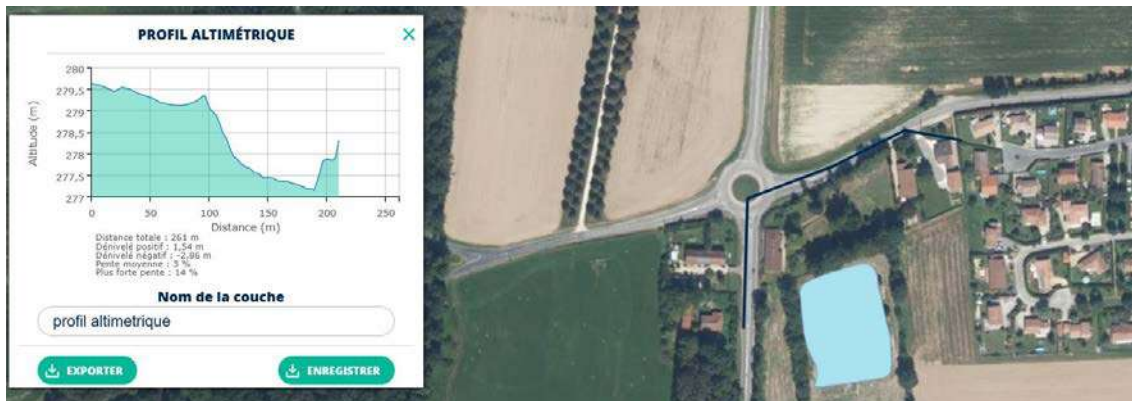 PROFIL ALTIMÉTRIQUE
280
279,5
279
278,5
278
277,5
277
Altitude (m)
0 50 100 150 200 250
Distance (m)
Distance totale : 261 m
Dénivelé positif : 1,54 m
Dénivelé négatif : -2,86 m
Pente moyenne : 3 %
Plus forte pente : 14 %
Nom de la couche
profil altimetrique
EXPORTER ENREGISTRER